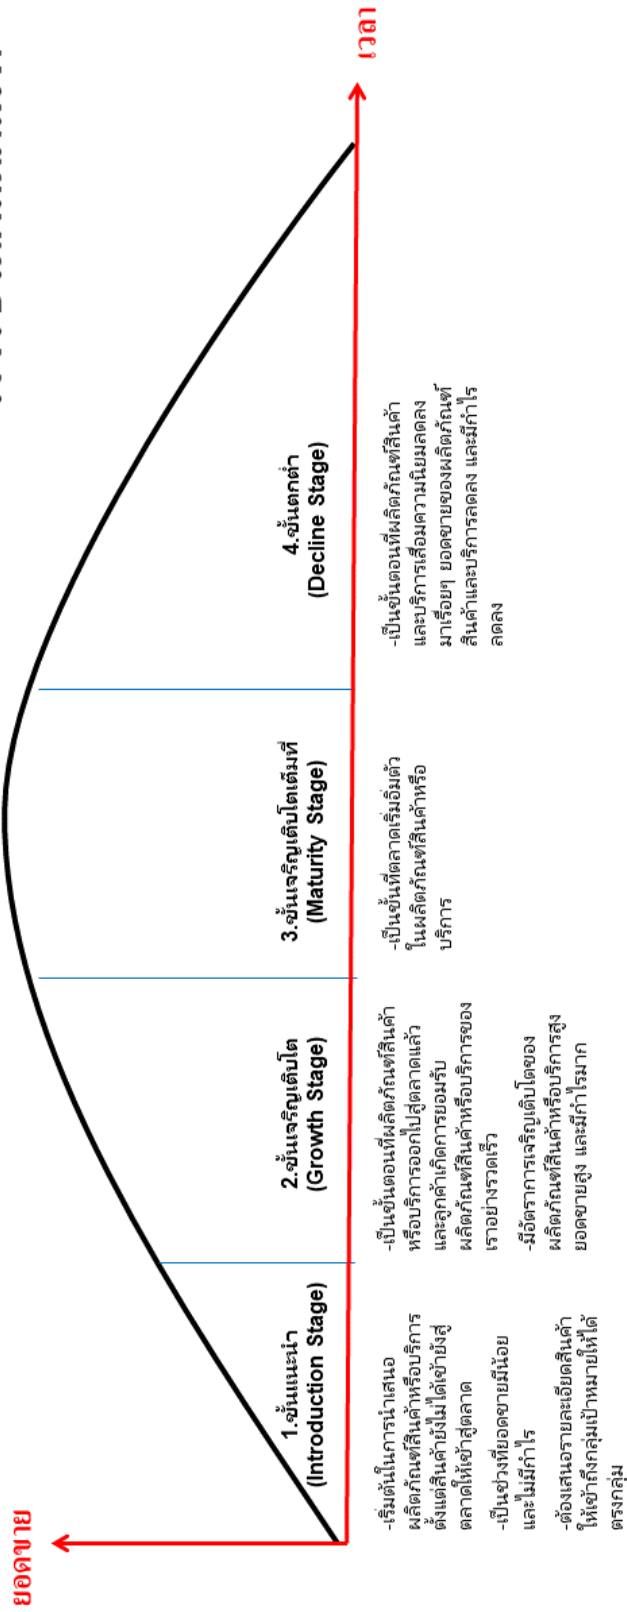 ยอดขาย
เวลา
1.ขั้นแนะนำ
(Introduction Stage)
2.ขั้นเจริญเติบโต
(Growth Stage)
3.ขั้นเจริญเติบโตเต็มที่
(Maturity Stage)
4.ขั้นตกต่ำ
(Decline Stage)
-เริ่มต้นในการนำเสนอ
ผลิตภัณฑ์สินค้าหรือบริการ
ตั้งแต่สินค้ายังไม่ได้เข้ายังสู่
ตลาดให้เข้าสู่ตลาด
-เป็นช่วงที่ยอดขายมีน้อย
และไม่มีกำไร
-ต้องเสนอรายละเอียดสินค้า
ให้เข้าถึงกลุ่มเป้าหมายให้ได้
ตรงกลุ่ม
-เป็นขั้นตอนที่ผลิตภัณฑ์สินค้า
หรือบริการออกไปสู่ตลาดแล้ว
และลูกค้าเกิดการยอมรับ
ผลิตภัณฑ์สินค้าหรือบริการของ
เราอย่างรวดเร็ว
-มีอัตราการเจริญเติบโตของ
ผลิตภัณฑ์สินค้าหรือบริการสูง
ยอดขายสูง และมีกำไรมาก
-เป็นขั้นที่ตลาดเริ่มอิ่มตัว
ในผลิตภัณฑ์สินค้าหรือ
บริการ
-เป็นขั้นตอนที่ผลิตภัณฑ์สินค้า
และบริการเสื่อมความนิยมลดลง
มาเรื่อยๆ ยอดขายของผลิตภัณฑ์
สินค้าและบริการลดลง และมีกำไร
ลดลง